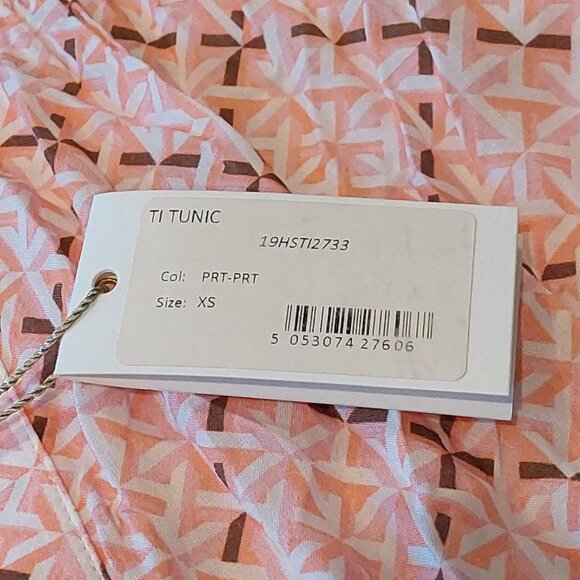 TI TUNIC
19HSTI2733
Col: PRT-PRT
Size: XS
5 053074 27606